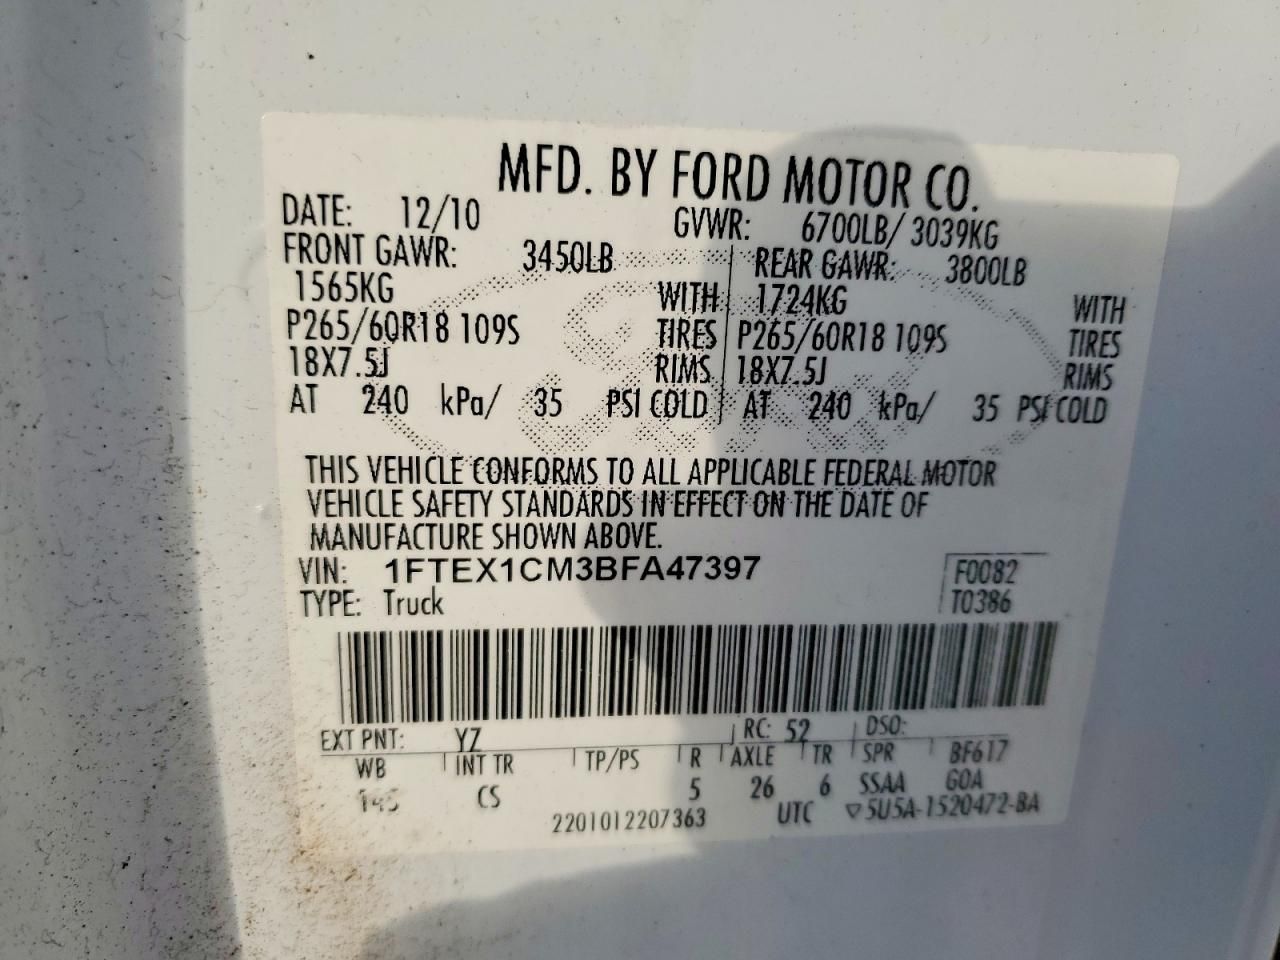 MFD. BY FORD MOTOR CO.
DATE: 12/10 GVWR: 6700LB/ 3039KG
FRONT GAWR: 3450LB REAR GAWR: 3800LB
1565KG WITH 1724KG WITH
P265/60R18 109S TIRES P265/60R18 109S TIRES
18X7.5J RIMS 18X7.5J RIMS
AT 240 kPa/ 35 PSI COLD AT 240 kPa/ 35 PSI COLD
THIS VEHICLE CONFORMS TO ALL APPLICABLE FEDERAL MOTOR
VEHICLE SAFETY STANDARDS IN EFFECT ON THE DATE OF
MANUFACTURE SHOWN ABOVE.
VIN: 1FTEX1CM3BFA47397 F0082
TYPE: Truck T0386
EXT PNT: YZ RC: 52 DSO:
WB INT TR TP/PS R AXLE TR SPR BF617
145 CS 5 26 6 SSAA GOA
2201012207363 UTC ▽5U5A-1520472-BA